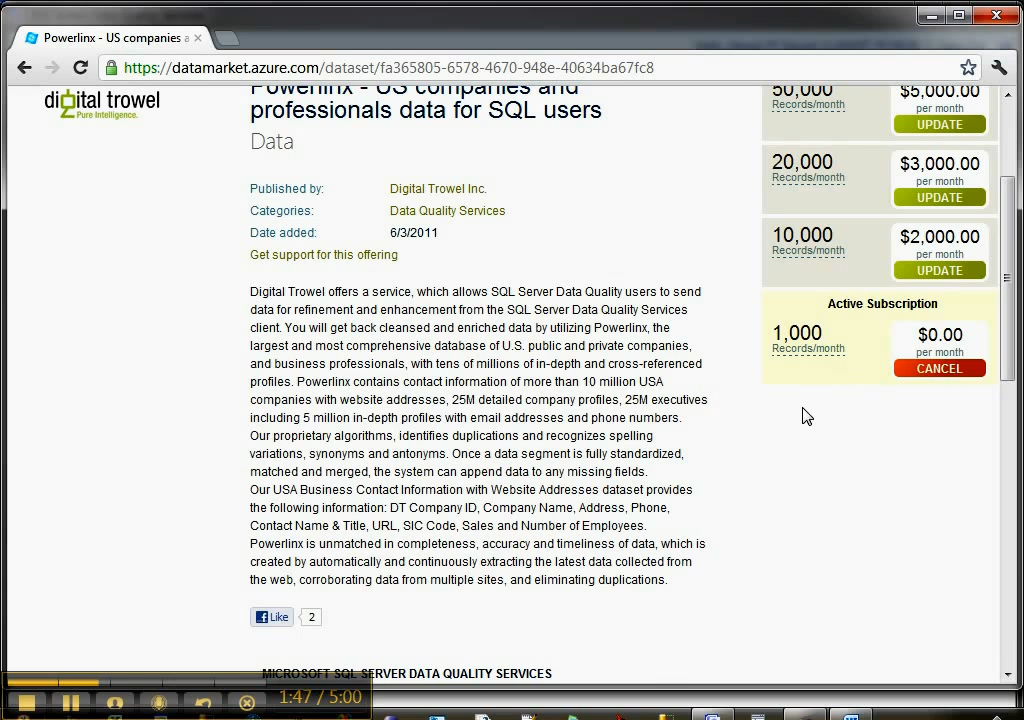 Powerlinx - US companies a
https://datamarket.azure.com/dataset/fa365805-6578-4670-948e-40634ba67fc8
digital trowel
Pure Intelligence.
Powerlinx - US companies and
professionals data for SQL users
Data
Published by: Digital Trowel Inc.
Categories: Data Quality Services
Date added: 6/3/2011
Get support for this offering
Digital Trowel offers a service, which allows SQL Server Data Quality users to send
data for refinement and enhancement from the SQL Server Data Quality Services
client. You will get back cleansed and enriched data by utilizing Powerlinx, the
largest and most comprehensive database of U.S. public and private companies,
and business professionals, with tens of millions of in-depth and cross-referenced
profiles. Powerlinx contains contact information of more than 10 million USA
companies with website addresses, 25M detailed company profiles, 25M executives
including 5 million in-depth profiles with email addresses and phone numbers.
Our proprietary algorithms, identifies duplications and recognizes spelling
variations, synonyms and antonyms. Once a data segment is fully standardized,
matched and merged, the system can append data to any missing fields.
Our USA Business Contact Information with Website Addresses dataset provides
the following information: DT Company ID, Company Name, Address, Phone,
Contact Name & Title, URL, SIC Code, Sales and Number of Employees.
Powerlinx is unmatched in completeness, accuracy and timeliness of data, which is
created by automatically and continuously extracting the latest data collected from
the web, corroborating data from multiple sites, and eliminating duplications.
Like 2
MICROSOFT SQL SERVER DATA QUALITY SERVICES
50,000 $5,000.00
Records/month per month
UPDATE
20,000 $3,000.00
Records/month per month
UPDATE
10,000 $2,000.00
Records/month per month
UPDATE
Active Subscription
1,000 $0.00
Records/month per month
CANCEL
1:47 / 5:00